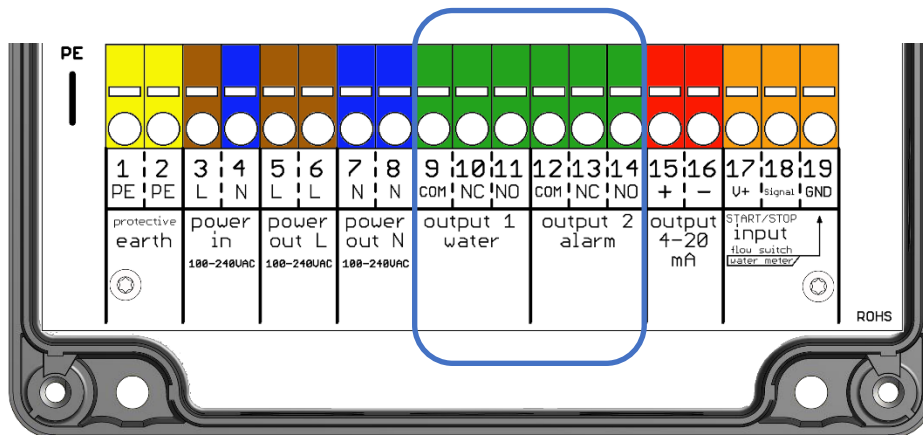 PE
1 2 3 4 5 6 7 8 9 10 11 12 13 14 15 16 17 18 19
PE PE L N L L N N COM NC NO COM NC NO + - V+ Signal GND
protective
earth
power
in
100-240VAC
power
out L
100-240VAC
power
out N
100-240VAC
output 1
water
output 2
alarm
output
4-20
mA
START/STOP
input
flow switch
water meter
ROHS